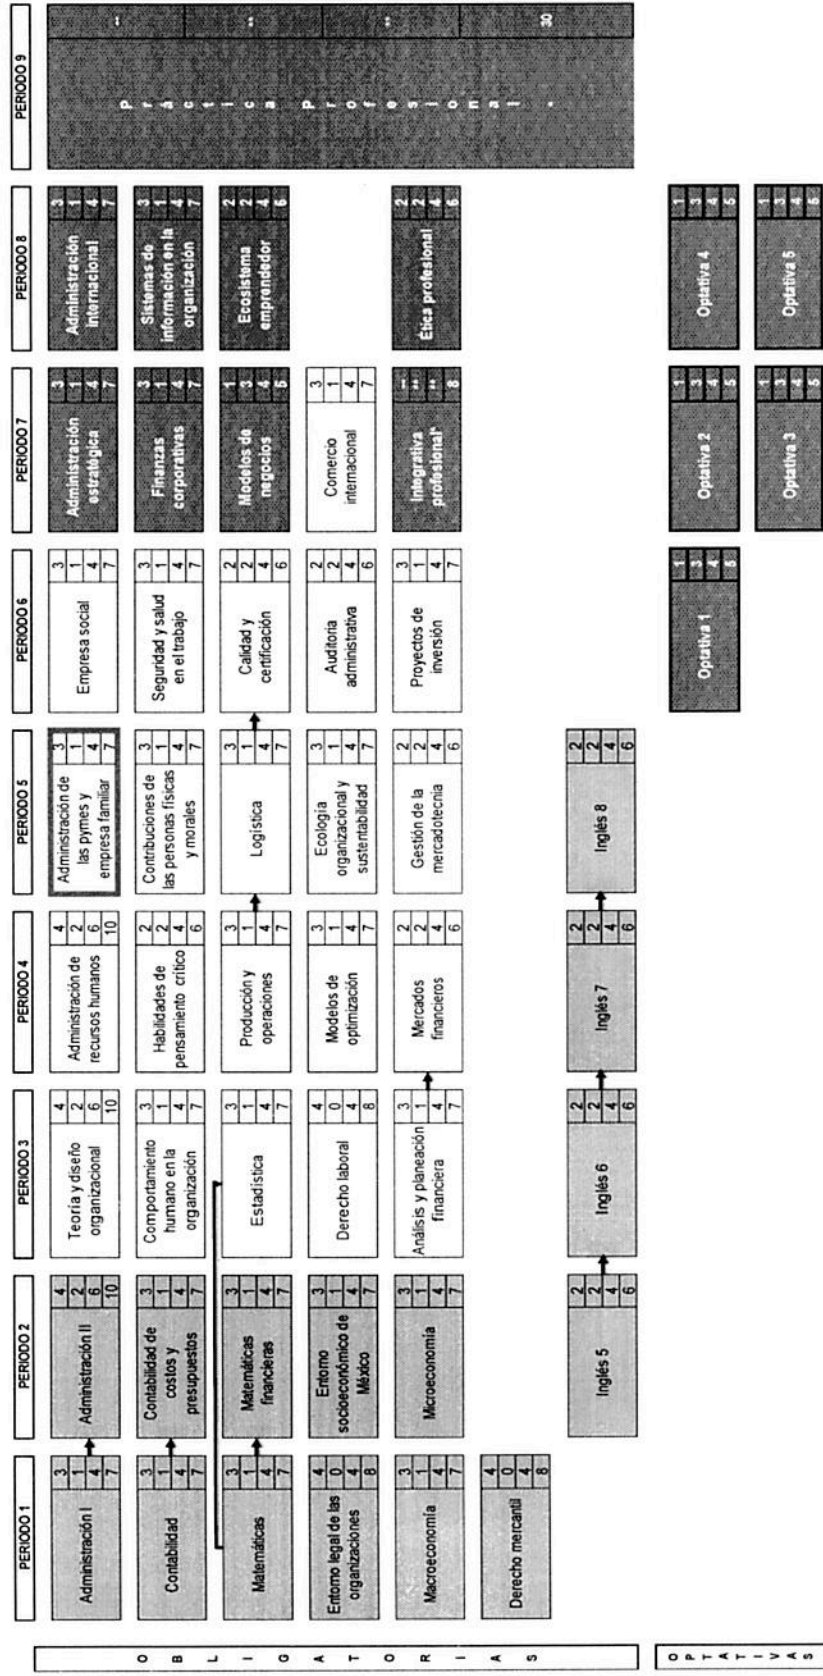 PERIODO 1
Administración I
3
1
4
7
Contabilidad
3
1
4
7
Matemáticas
3
1
4
7
Entorno legal de las
organizaciones
4
0
4
8
Macroeconomía
3
1
4
7
Derecho mercantil
4
0
4
8
PERIODO 2
Administración II
4
2
6
10
Contabilidad de
costos y
presupuestos
3
1
4
7
Matemáticas
financieras
3
1
4
7
Entorno
socioeconómico de
México
3
1
4
7
Microeconomía
3
1
4
7
Inglés 5
2
2
4
6
PERIODO 3
Teoría y diseño
organizacional
4
2
6
10
Comportamiento
humano en la
organización
3
1
4
7
Estadística
3
1
4
7
Derecho laboral
4
0
4
8
Análisis y planeación
financiera
3
1
4
7
Inglés 6
2
2
4
6
PERIODO 4
Administración de
recursos humanos
4
2
6
10
Habilidades de
pensamiento crítico
2
2
4
6
Producción y
operaciones
3
1
4
7
Modelos de
optimización
3
1
4
7
Mercados
financieros
2
2
4
6
Inglés 7
2
2
4
6
PERIODO 5
Administración de
las pymes y
empresa familiar
3
1
4
7
Contribuciones de
las personas físicas
y morales
3
1
4
7
Logística
3
1
4
7
Ecología
organizacional y
sustentabilidad
3
1
4
7
Gestión de la
mercadotecnia
2
2
4
6
Inglés 8
2
2
4
6
PERIODO 6
Empresa social
3
1
4
7
Seguridad y salud
en el trabajo
3
1
4
7
Calidad y
certificación
2
2
4
6
Auditoria
administrativa
2
2
4
6
Proyectos de
inversión
3
1
4
7
Optativa 1
1
3
4
5
PERIODO 7
Administración
estratégica
3
1
4
7
Finanzas
corporativas
3
1
4
7
Modelos de
negocios
1
3
4
5
Comercio
internacional
3
1
4
7
Integrativa
profesional*
--
**
**
8
Optativa 2
1
3
4
5
Optativa 3
1
3
4
5
PERIODO 8
Administración
internacional
3
1
4
7
Sistemas de
información en la
organización
3
1
4
7
Ecosistema
emprendedor
2
2
4
6
Ética profesional
2
2
4
6
Optativa 4
1
3
4
5
Optativa 5
1
3
4
5
PERIODO 9
Práctica Profesional *
--
**
**
30
OBLIGATORIAS
OPTATIVAS